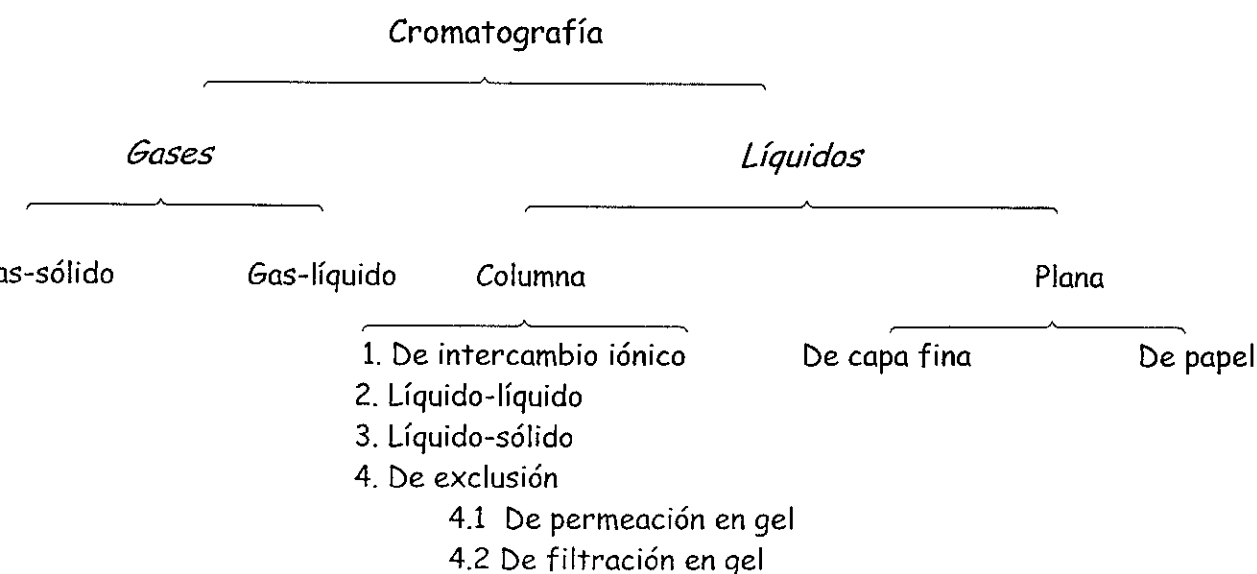 Cromatografía
Gases Líquidos
as-sólido Gas-líquido Columna Plana
1. De intercambio iónico De capa fina De papel
2. Líquido-líquido
3. Líquido-sólido
4. De exclusión
4.1 De permeación en gel
4.2 De filtración en gel